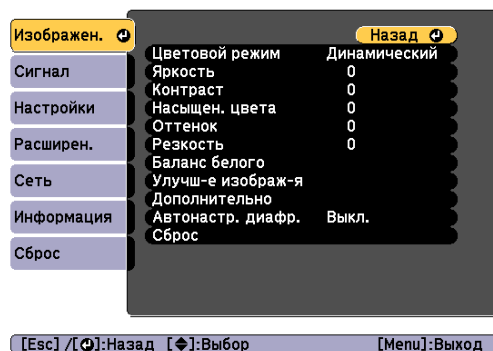 Изображен.
Сигнал
Настройки
Расширен.
Сеть
Информация
Сброс
Назад
Цветовой режим Динамический
Яркость 0
Контраст 0
Насыщен. цвета 0
Оттенок 0
Резкость 0
Баланс белого
Улучш-е изображ-я
Дополнительно
Автонастр. диафр. Выкл.
Сброс
[Esc] /[⏎]:Назад [◆]:Выбор [Menu]:Выход